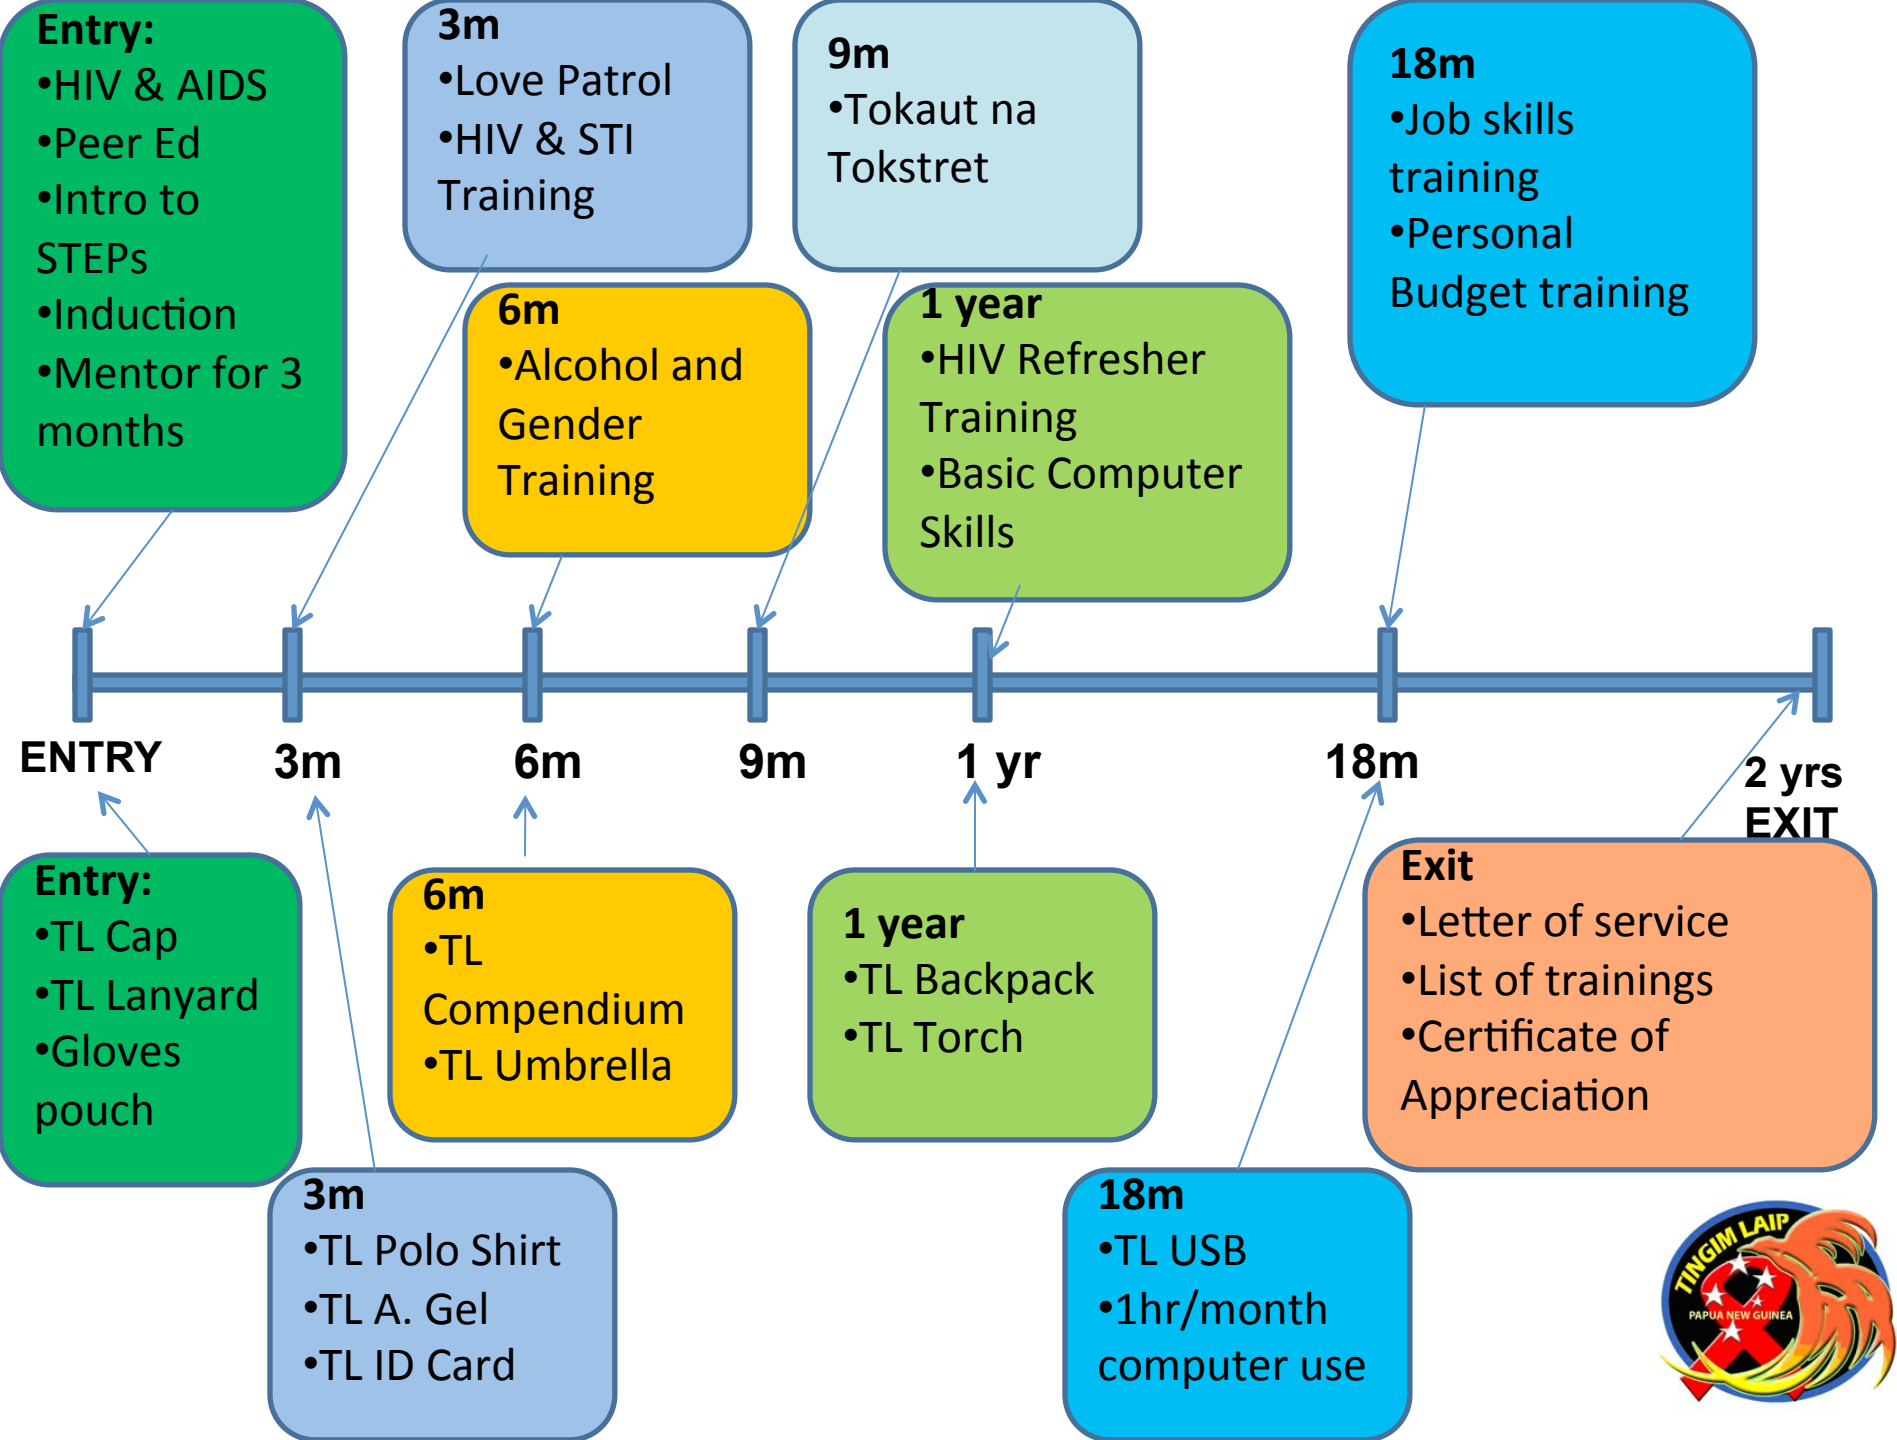 Entry:
•HIV & AIDS
•Peer Ed
•Intro to
STEPs
•Induction
•Mentor for 3
months
3m
•Love Patrol
•HIV & STI
Training
9m
•Tokaut na
Tokstret
18m
•Job skills
training
•Personal
Budget training
6m
•Alcohol and
Gender
Training
1 year
•HIV Refresher
Training
•Basic Computer
Skills
ENTRY
3m
6m
9m
1 yr
18m
2 yrs
EXIT
Entry:
•TL Cap
•TL Lanyard
•Gloves
pouch
6m
•TL
Compendium
•TL Umbrella
1 year
•TL Backpack
•TL Torch
Exit
•Letter of service
•List of trainings
•Certificate of
Appreciation
3m
•TL Polo Shirt
•TL A. Gel
•TL ID Card
18m
•TL USB
•1hr/month
computer use
TINGIM LAIP
PAPUA NEW GUINEA